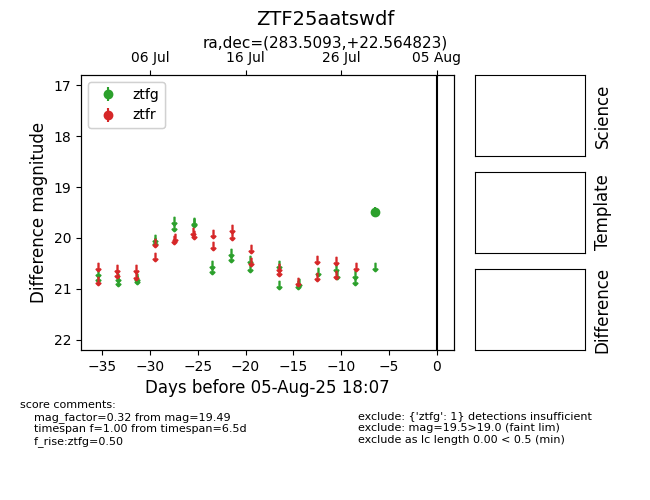 ZTF25aatswdf
ra,dec=(283.5093,+22.564823)
06 Jul 16 Jul 26 Jul 05 Aug
ztfg
ztfr
17
18
19
20
21
22
Difference magnitude
−35 −30 −25 −20 −15 −10 −5 0
Days before 05-Aug-25 18:07
Science
Template
Difference
score comments:
mag_factor=0.32 from mag=19.49
timespan f=1.00 from timespan=6.5d
f_rise:ztfg=0.50
exclude: {'ztfg': 1} detections insufficient
exclude: mag=19.5>19.0 (faint lim)
exclude as lc length 0.00 < 0.5 (min)